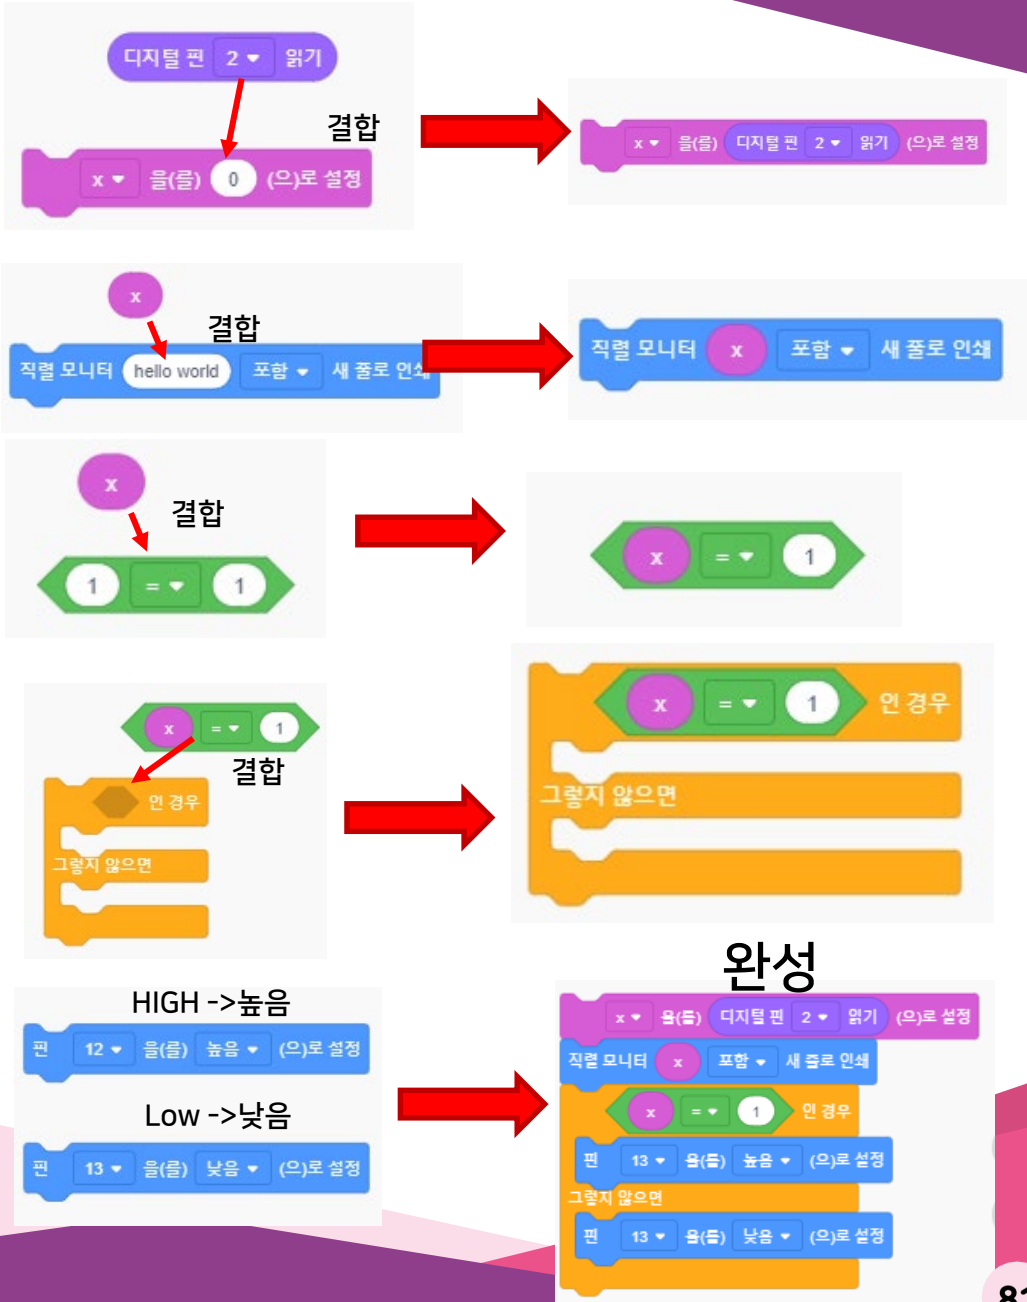 디지털 핀 2 읽기
결합
x 을(를) 0 (으)로 설정
x 을(를) 디지털 핀 2 읽기 (으)로 설정
x
결합
직렬 모니터 hello world 포함 새 줄로 인쇄
직렬 모니터 x 포함 새 줄로 인쇄
x
결합
1 = 1
x = 1
x = 1
결합
인 경우
그렇지 않으면
x = 1 인 경우
그렇지 않으면
HIGH ->높음
핀 12 을(를) 높음 (으)로 설정
Low ->낮음
핀 13 을(를) 낮음 (으)로 설정
완성
x 을(를) 디지털 핀 2 읽기 (으)로 설정
직렬 모니터 x 포함 새 줄로 인쇄
x = 1 인 경우
핀 13 을(를) 높음 (으)로 설정
그렇지 않으면
핀 13 을(를) 낮음 (으)로 설정